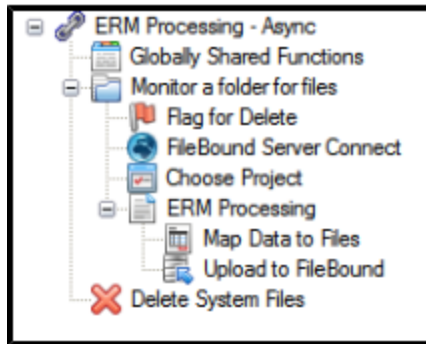 ERM Processing - Async
Globally Shared Functions
Monitor a folder for files
Flag for Delete
FileBound Server Connect
Choose Project
ERM Processing
Map Data to Files
Upload to FileBound
Delete System Files